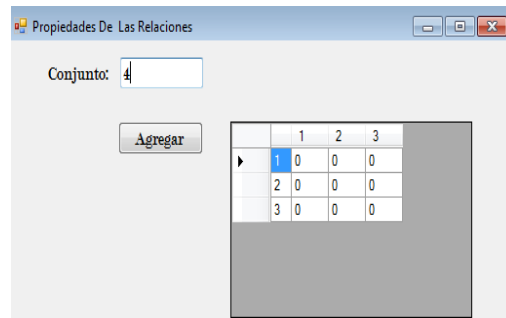 Propiedades De Las Relaciones
Conjunto: 4
Agregar
1 2 3
1 0 0 0
2 0 0 0
3 0 0 0